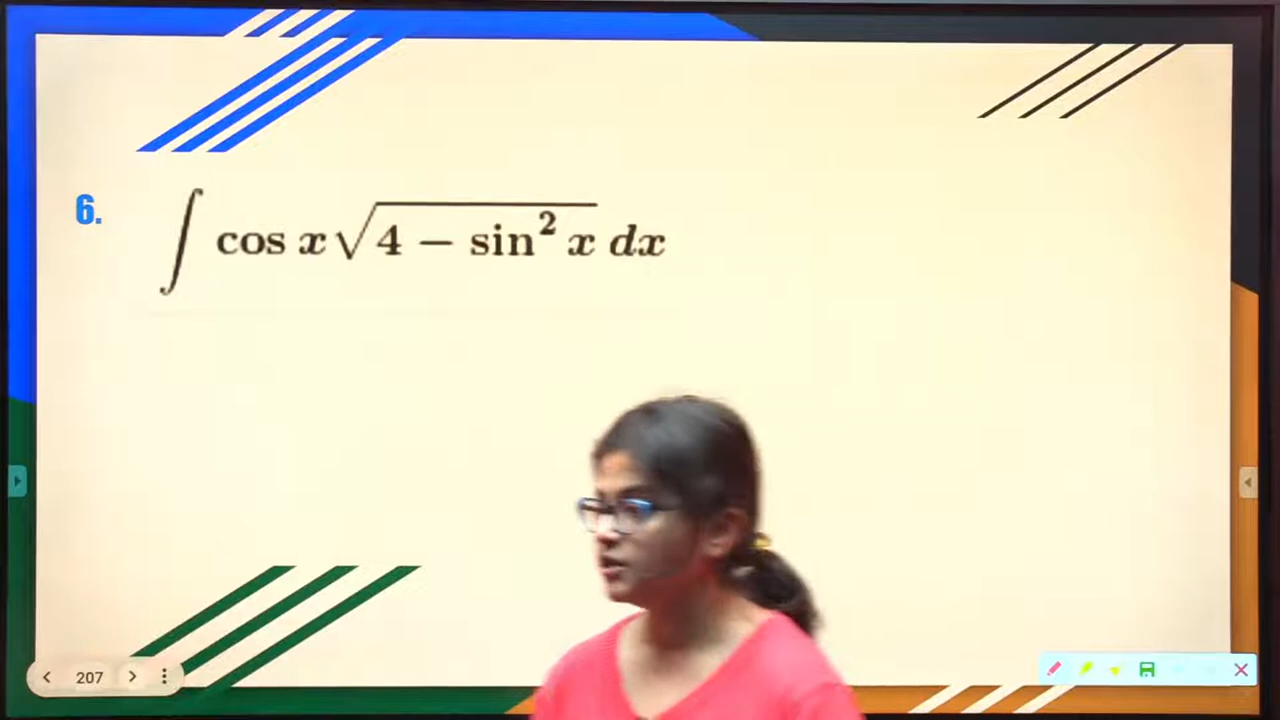 6. ∫ cos x √(4 − sin² x) dx
207